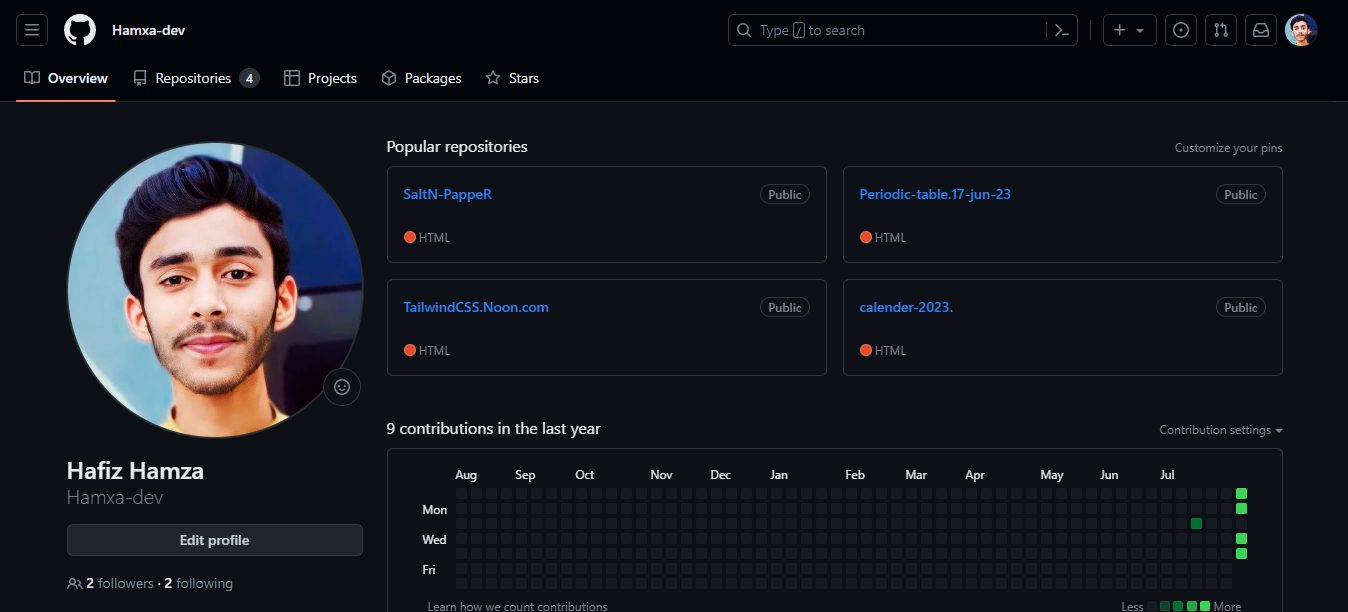 Hamxa-dev
Type / to search
Overview
Repositories 4
Projects
Packages
Stars
Popular repositories
Customize your pins
SaltN-PappeR
Public
HTML
Periodic-table.17-jun-23
Public
HTML
TailwindCSS.Noon.com
Public
HTML
calender-2023.
Public
HTML
Hafiz Hamza
Hamxa-dev
Edit profile
2 followers · 2 following
9 contributions in the last year
Contribution settings
Aug Sep Oct Nov Dec Jan Feb Mar Apr May Jun Jul
Mon
Wed
Fri
Learn how we count contributions
Less More